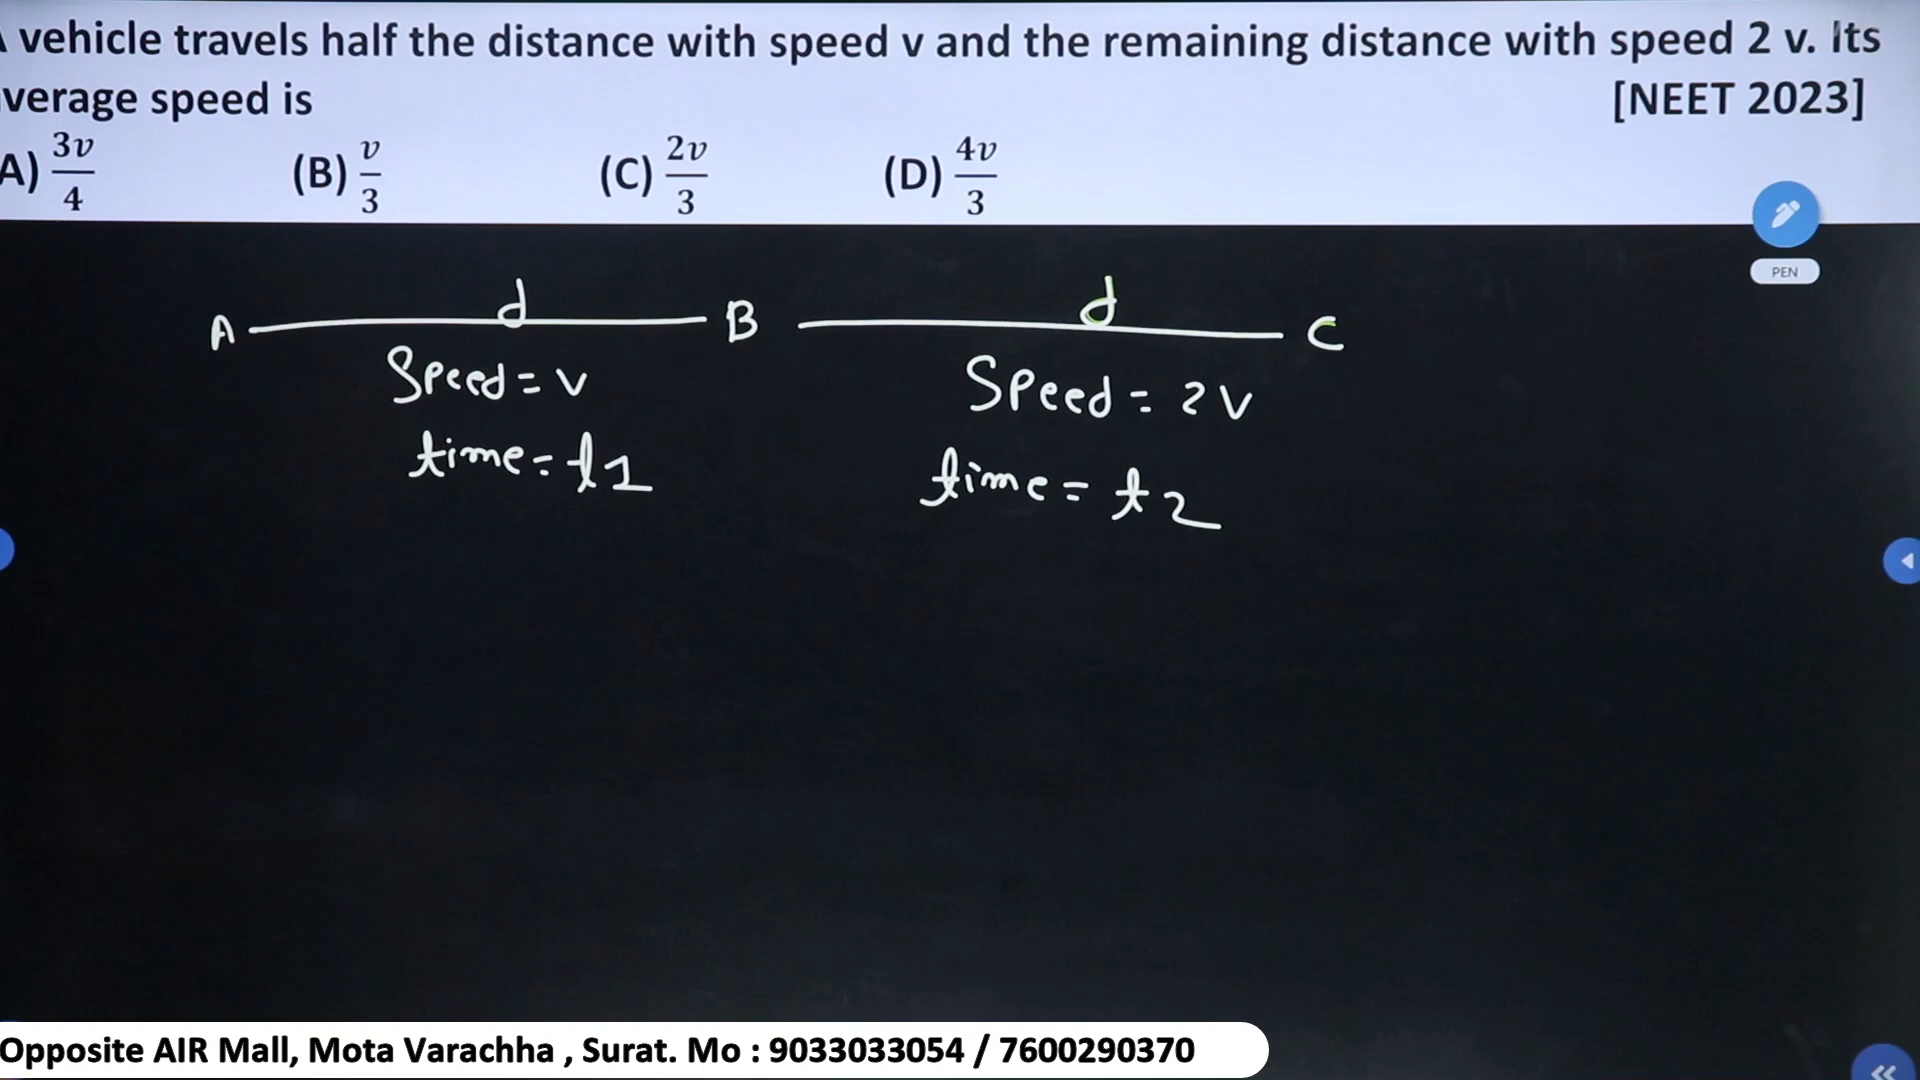 vehicle travels half the distance with speed v and the remaining distance with speed 2 v. Its
verage speed is [NEET 2023]
A) 3v/4 (B) v/3 (C) 2v/3 (D) 4v/3
PEN
A d B d C
Speed = v Speed = 2v
time = t1 time = t2
Opposite AIR Mall, Mota Varachha , Surat. Mo : 9033033054 / 7600290370